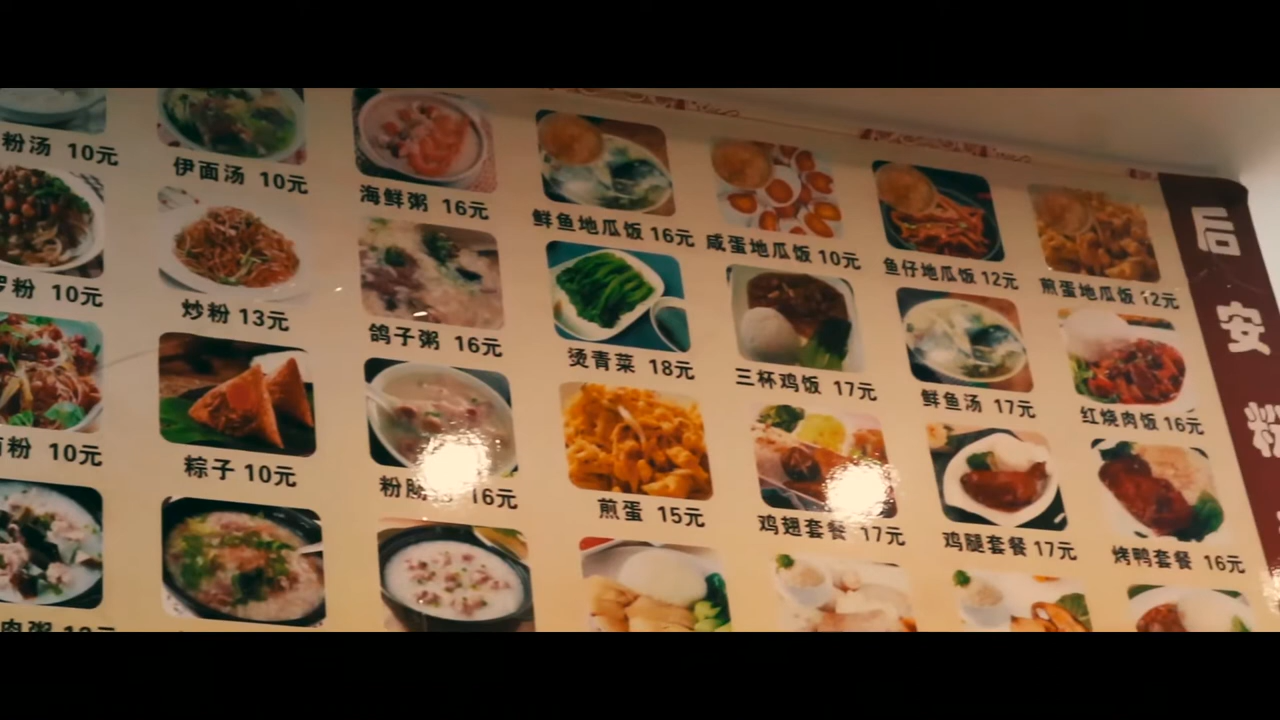 粉汤 10元
伊面汤 10元
海鲜粥 16元
鲜鱼地瓜饭 16元
咸蛋地瓜饭 10元
鱼仔地瓜饭 12元
煎蛋地瓜饭 12元
粉 10元
炒粉 13元
鸽子粥 16元
烫青菜 18元
三杯鸡饭 17元
鲜鱼汤 17元
红烧肉饭 16元
粉 10元
粽子 10元
粉肠 16元
煎蛋 15元
鸡翅套餐 17元
鸡腿套餐 17元
烤鸭套餐 16元
肉粥
后安粉